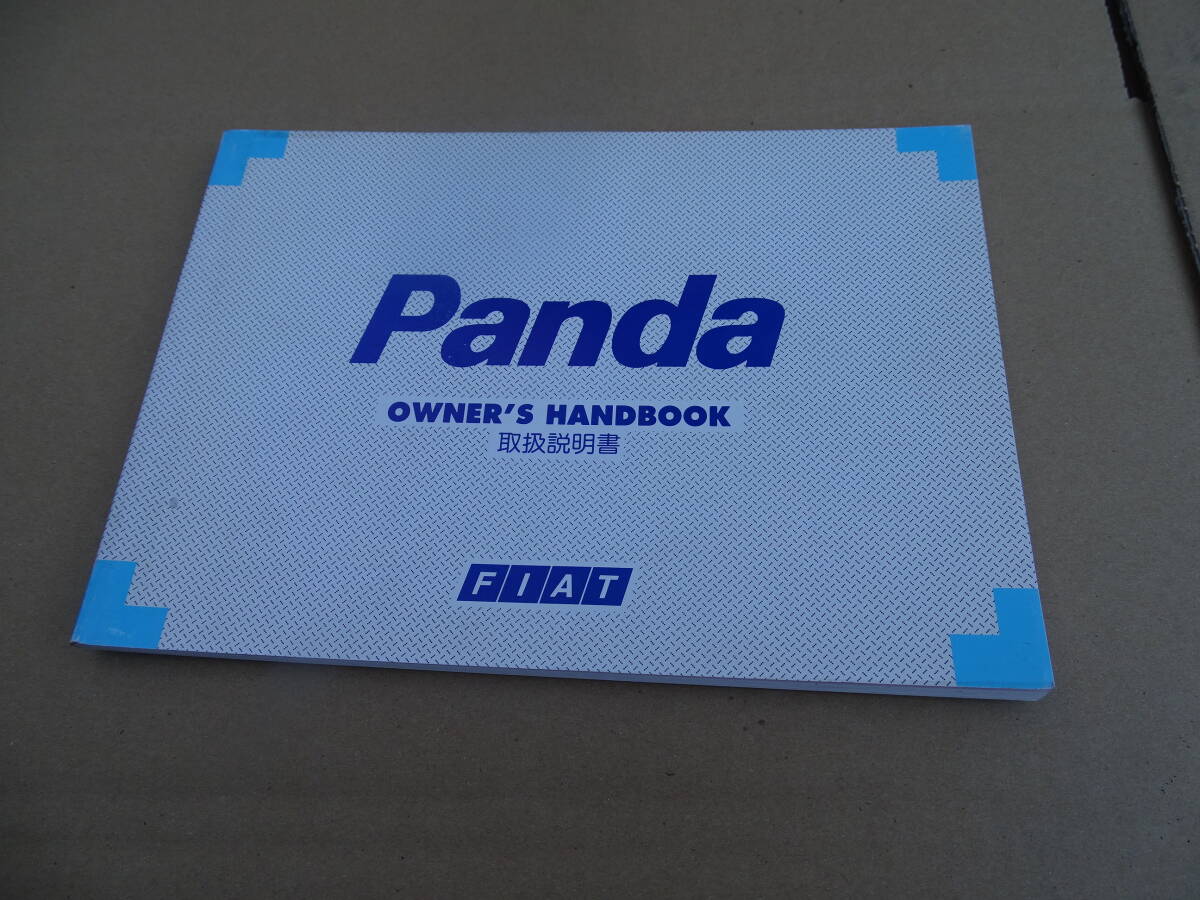 Panda
OWNER'S HANDBOOK
取扱説明書
FIAT